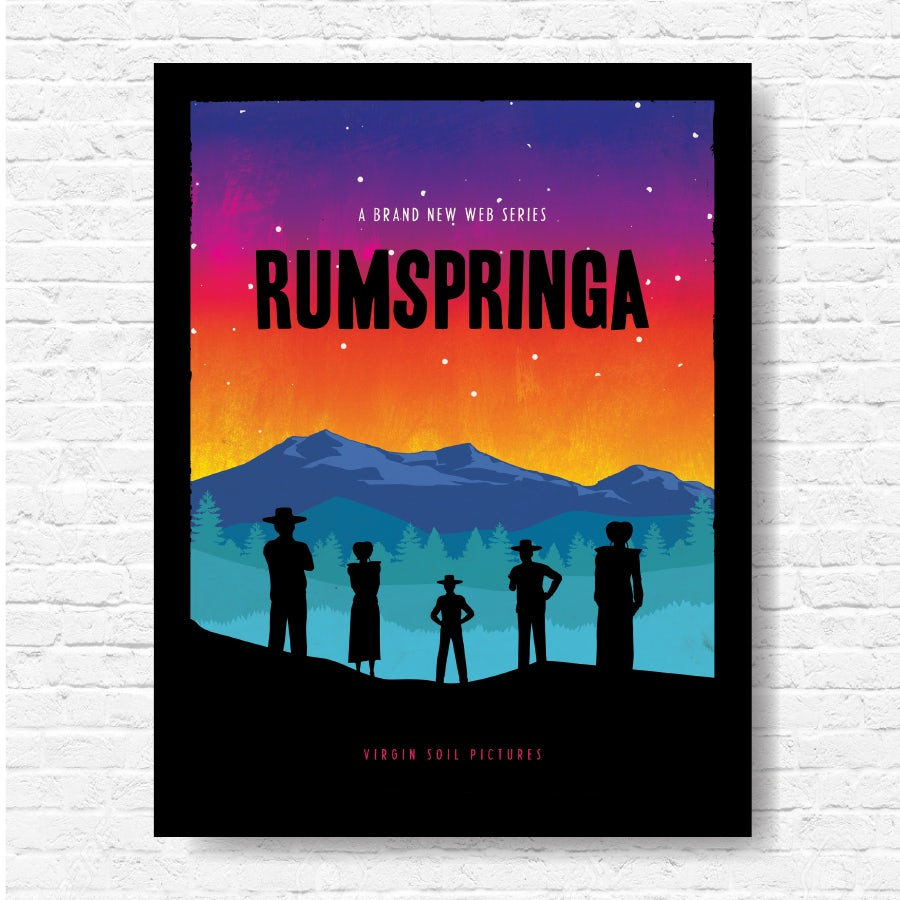 A BRAND NEW WEB SERIES
RUMSPRINGA
VIRGIN SOIL PICTURES